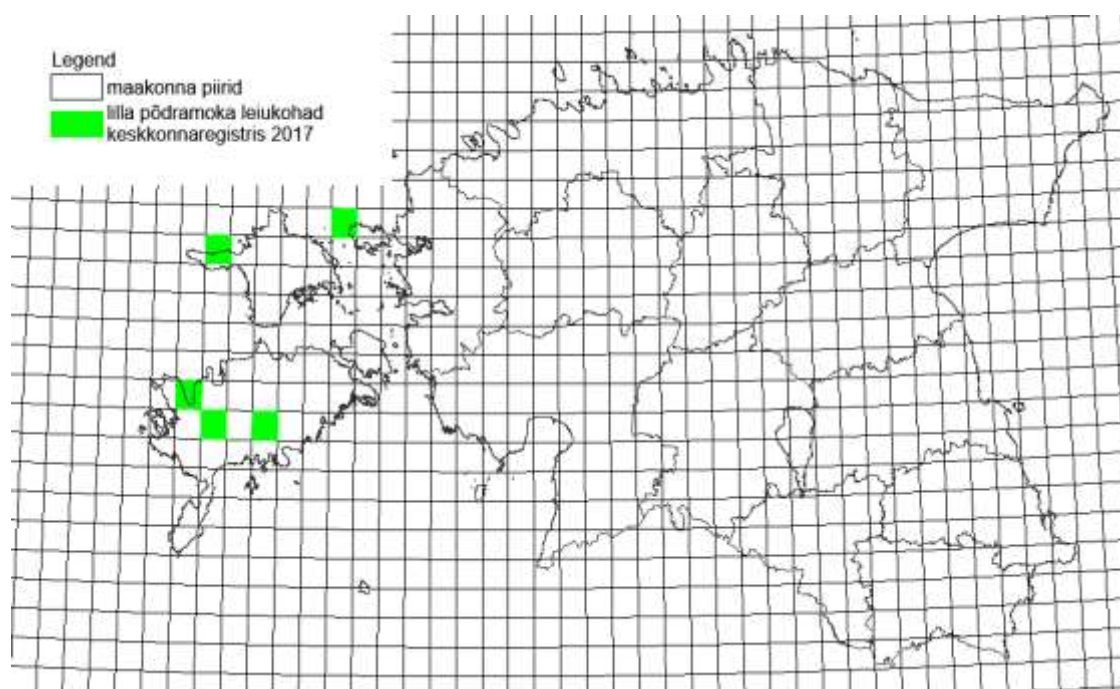 Legend
maakonna piirid
lilla põdramoka leiukohad
keskkonnaregistris 2017